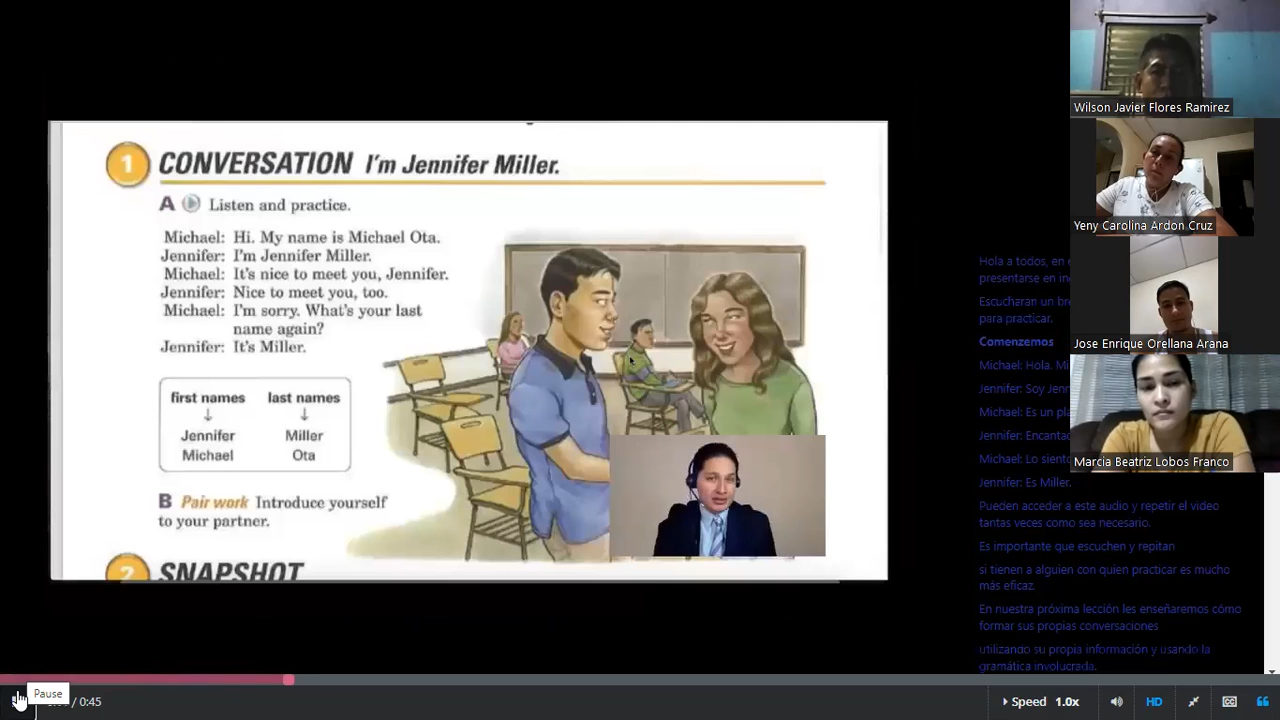 1 CONVERSATION I'm Jennifer Miller.
A Listen and practice.
Michael: Hi. My name is Michael Ota.
Jennifer: I'm Jennifer Miller.
Michael: It's nice to meet you, Jennifer.
Jennifer: Nice to meet you, too.
Michael: I'm sorry. What's your last
name again?
Jennifer: It's Miller.
first names last names
↓ ↓
Jennifer Miller
Michael Ota
B Pair work Introduce yourself
to your partner.
2 SNAPSHOT
Wilson Javier Flores Ramirez
Yeny Carolina Ardon Cruz
Jose Enrique Orellana Arana
Marcia Beatriz Lobos Franco
Hola a todos, en
presentarse en
Escucharan un
para practicar.
Comenzemos
Michael: Hola.
Jennifer: Soy
Michael: Es un
Jennifer:
Michael: Lo
Jennifer: Es Miller.
Pueden acceder a este audio y repetir el video
tantas veces como sea necesario.
Es importante que escuchen y repitan
si tienen a alguien con quien practicar es mucho
más eficaz.
En nuestra próxima lección les enseñaremos cómo
formar sus propias conversaciones
utilizando su propia información y usando la
gramática involucrada.
Pause
/ 0:45
Speed 1.0x
HD
CC